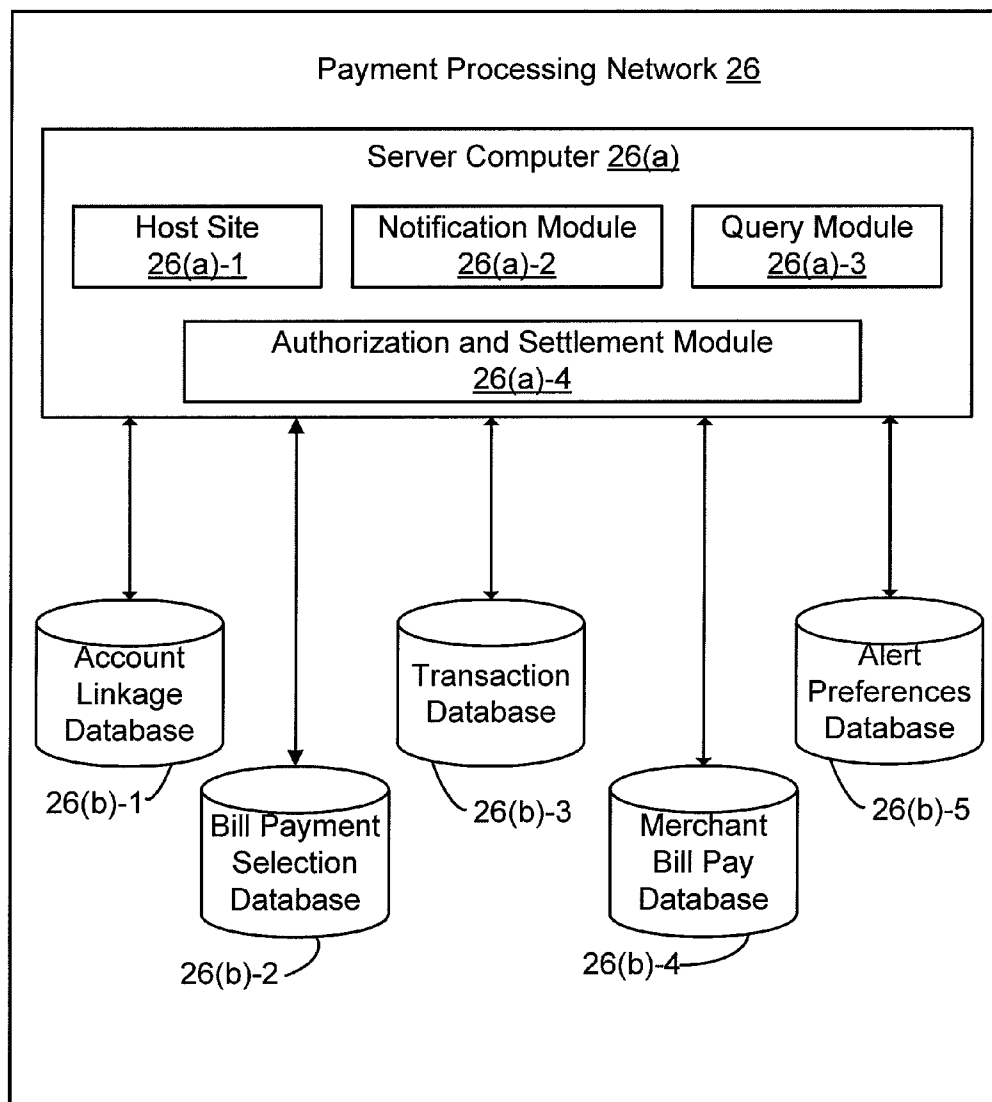 Payment Processing Network 26
Server Computer 26(a)
Host Site
26(a)-1
Notification Module
26(a)-2
Query Module
26(a)-3
Authorization and Settlement Module
26(a)-4
Account
Linkage
Database
26(b)-1
Bill Payment
Selection
Database
26(b)-2
Transaction
Database
26(b)-3
Merchant
Bill Pay
Database
26(b)-4
Alert
Preferences
Database
26(b)-5